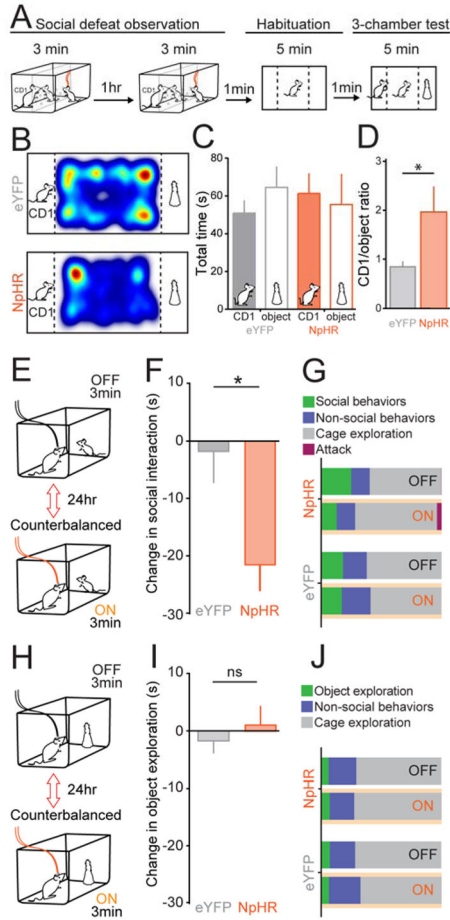 A Social defeat observation Habituation 3-chamber test
3 min 3 min 5 min 5 min
CD1 CD1
1hr 1min 1min
B
eYFP
CD1
NpHR
CD1
C
Total time (s)
80
60
40
20
0
CD1 object CD1 object
eYFP NpHR
D
CD1/object ratio
3
2
1
0
*
eYFP NpHR
E
OFF
3min
24hr
Counterbalanced
ON
3min
F
Change in social interaction (s)
10
0
-10
-20
-30
*
eYFP NpHR
G
Social behaviors
Non-social behaviors
Cage exploration
Attack
NpHR
OFF
ON
eYFP
OFF
ON
H
OFF
3min
24hr
Counterbalanced
ON
3min
I
Change in object exploration (s)
10
0
-10
-20
-30
ns
eYFP NpHR
J
Object exploration
Non-social behaviors
Cage exploration
NpHR
OFF
ON
eYFP
OFF
ON